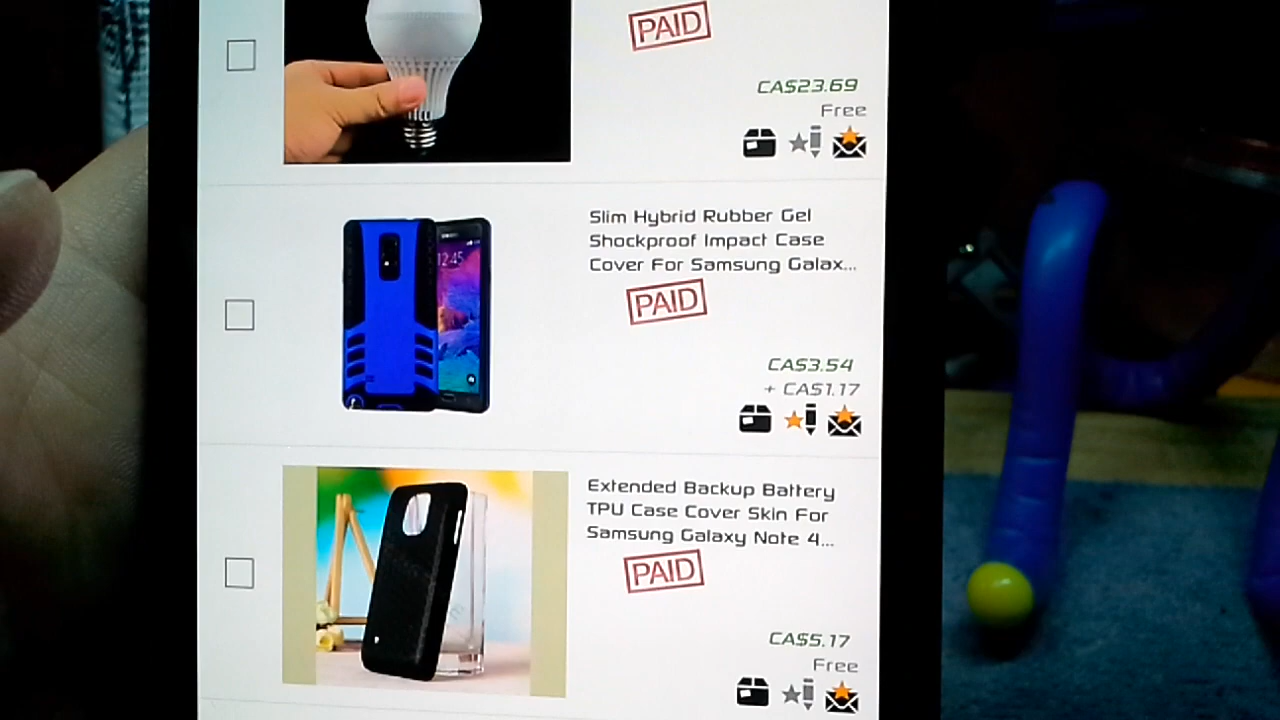 PAID
CA$23.69
Free
Slim Hybrid Rubber Gel
Shockproof Impact Case
Cover For Samsung Galax...
12:45
PAID
CA$3.54
+ CA$1.17
Extended Backup Battery
TPU Case Cover Skin For
Samsung Galaxy Note 4...
PAID
CA$5.17
Free